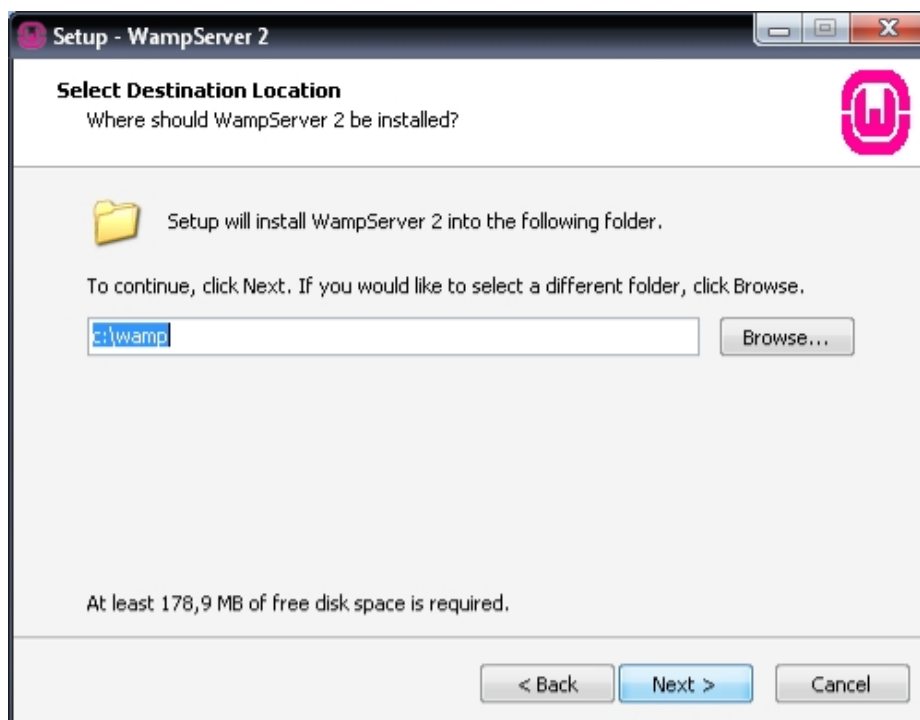 Setup - WampServer 2
Select Destination Location
Where should WampServer 2 be installed?
Setup will install WampServer 2 into the following folder.
To continue, click Next. If you would like to select a different folder, click Browse.
c:\wamp
Browse...
At least 178,9 MB of free disk space is required.
< Back
Next >
Cancel